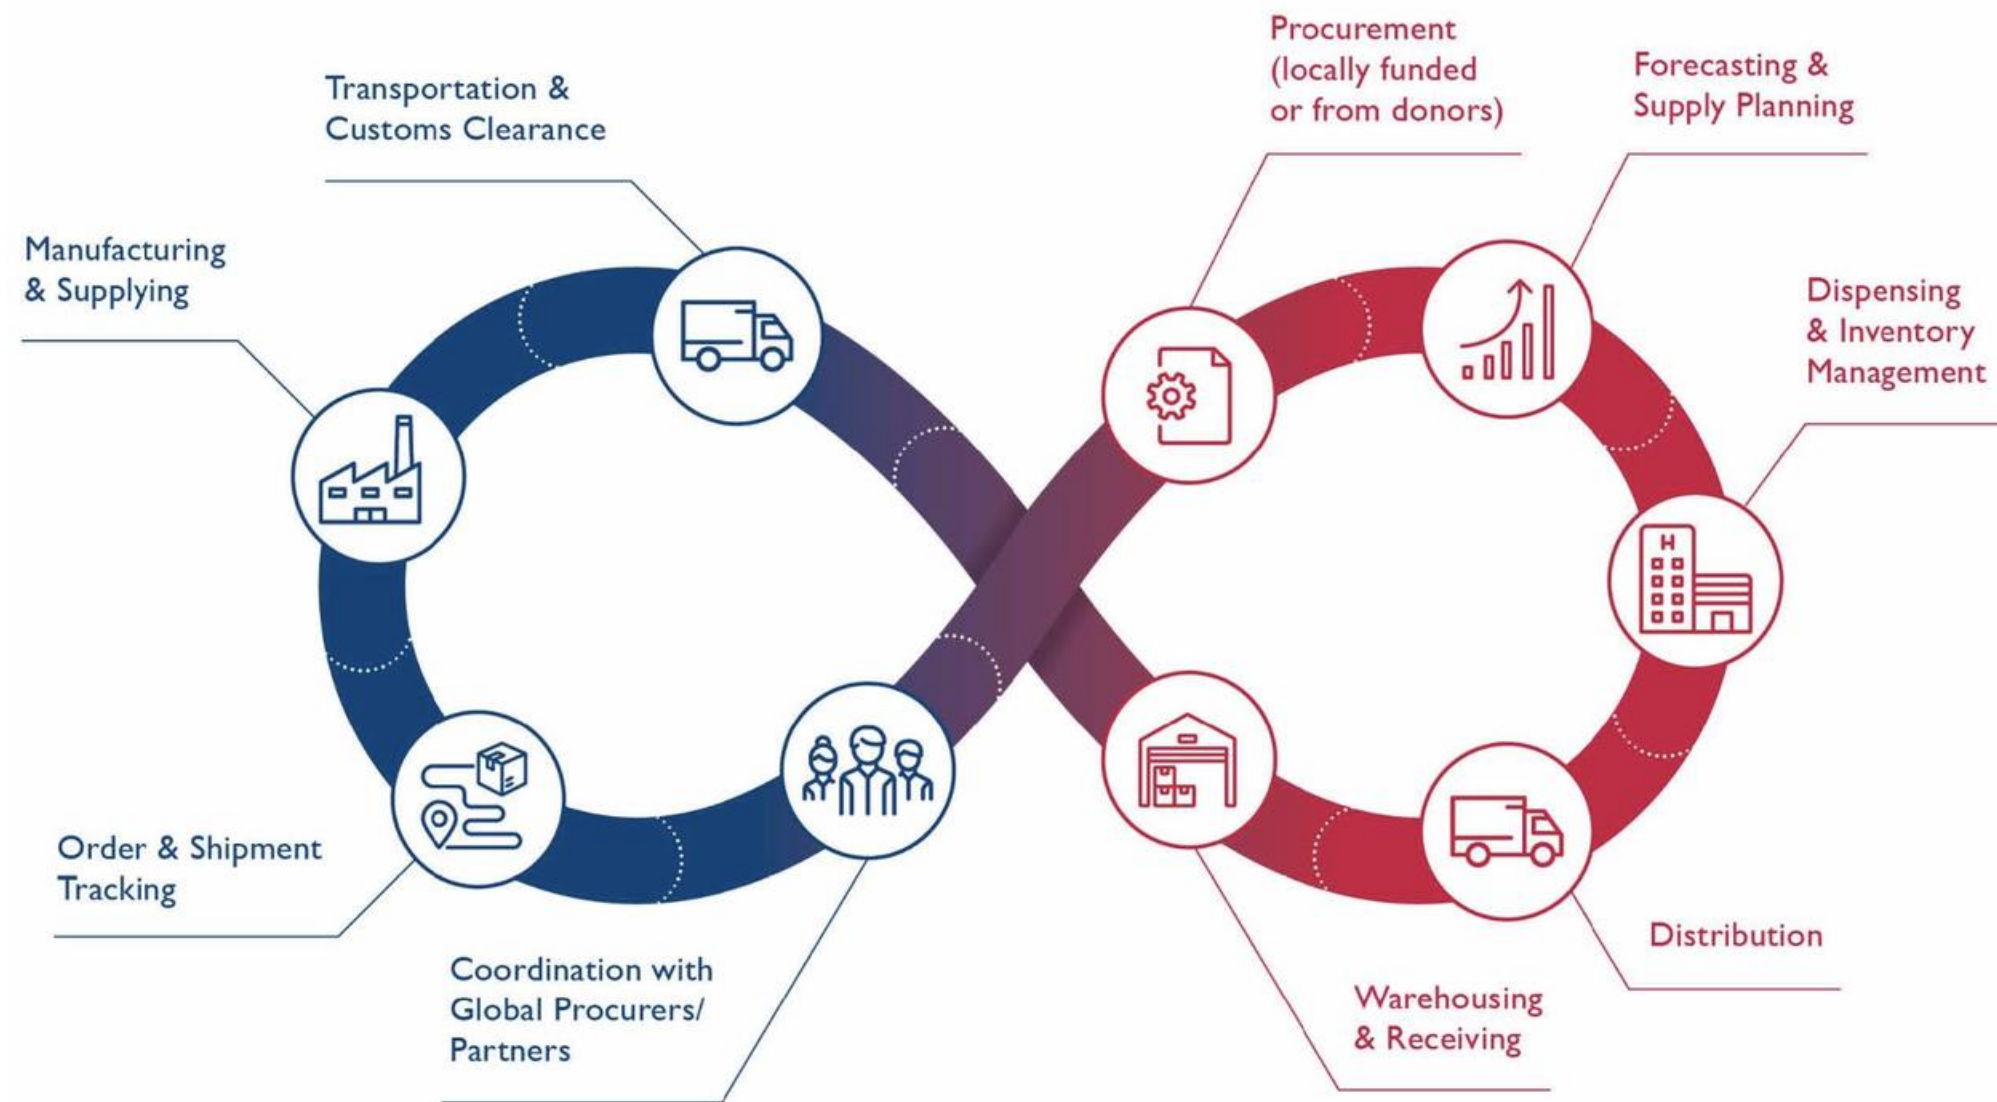 Procurement
(locally funded
or from donors)
Forecasting &
Supply Planning
Transportation &
Customs Clearance
Manufacturing
& Supplying
Dispensing
& Inventory
Management
H
Order & Shipment
Tracking
Coordination with
Global Procurers/
Partners
Distribution
Warehousing
& Receiving